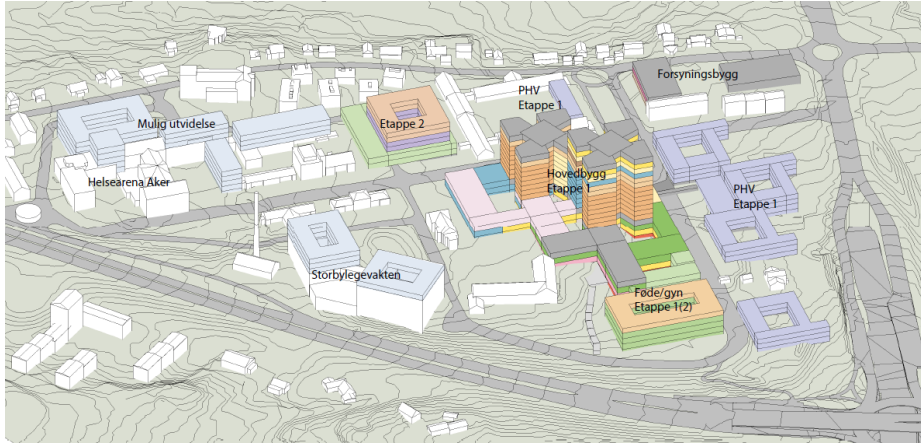 Forsyningsbygg
PHV
Etappe 1
Mulig utvidelse
Etappe 2
Helsearena Aker
Hovedbygg
Etappe 1
PHV
Etappe 1
Storbylegevakten
Føde/gyn
Etappe 1(2)